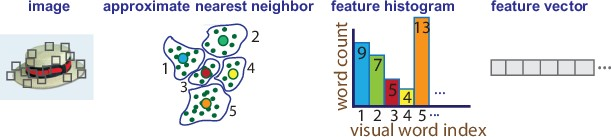 image
approximate nearest neighbor
feature histogram
feature vector
1
2
3
4
5
word count
9
7
5
4
13
...
1 2 3 4 5 ...
visual word index
...